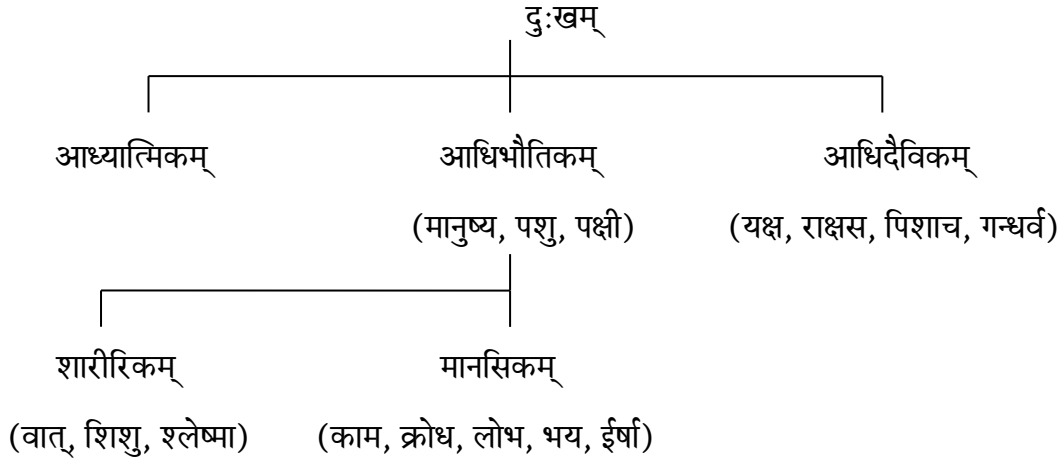 दुःखम्
आध्यात्मिकम् आधिभौतिकम् आधिदैविकम्
(मानुष्य, पशु, पक्षी) (यक्ष, राक्षस, पिशाच, गन्धर्व)
शारीरिकम् मानसिकम्
(वात्, शिशु, श्लेष्मा) (काम, क्रोध, लोभ, भय, ईर्षा)